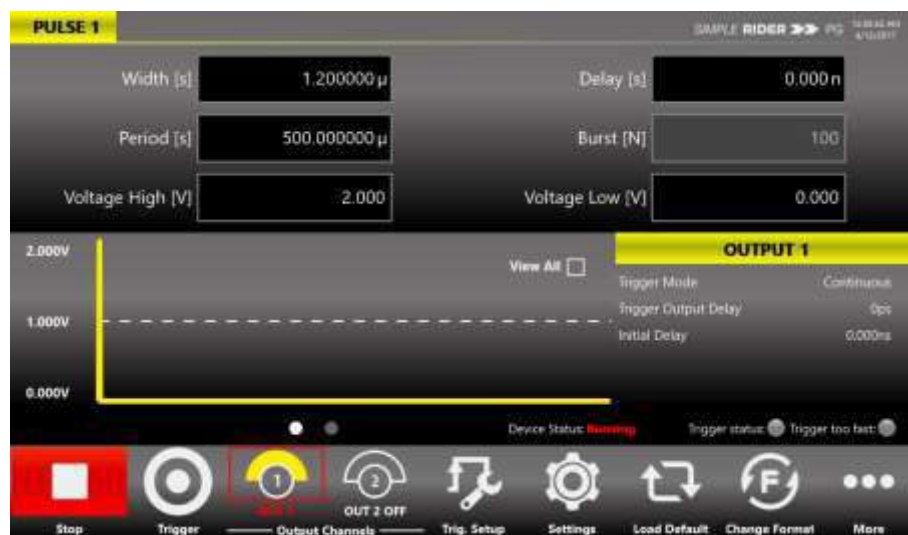 PULSE 1
SIMPLE RIDER PG
Width [s] 1.200000 µ Delay [s] 0.000 n
Period [s] 500.000000 µ Burst [N] 100
Voltage High [V] 2.000 Voltage Low [V] 0.000
2.000V
View All
OUTPUT 1
Trigger Mode Continuous
Trigger Output Delay 0ps
1.000V
Initial Delay 0.000ns
0.000V
Device Status: Running Trigger status: Trigger too fast:
1 2 F
OUT 2 OFF
Stop Trigger Output Channels Trig. Setup Settings Load Default Change Format More